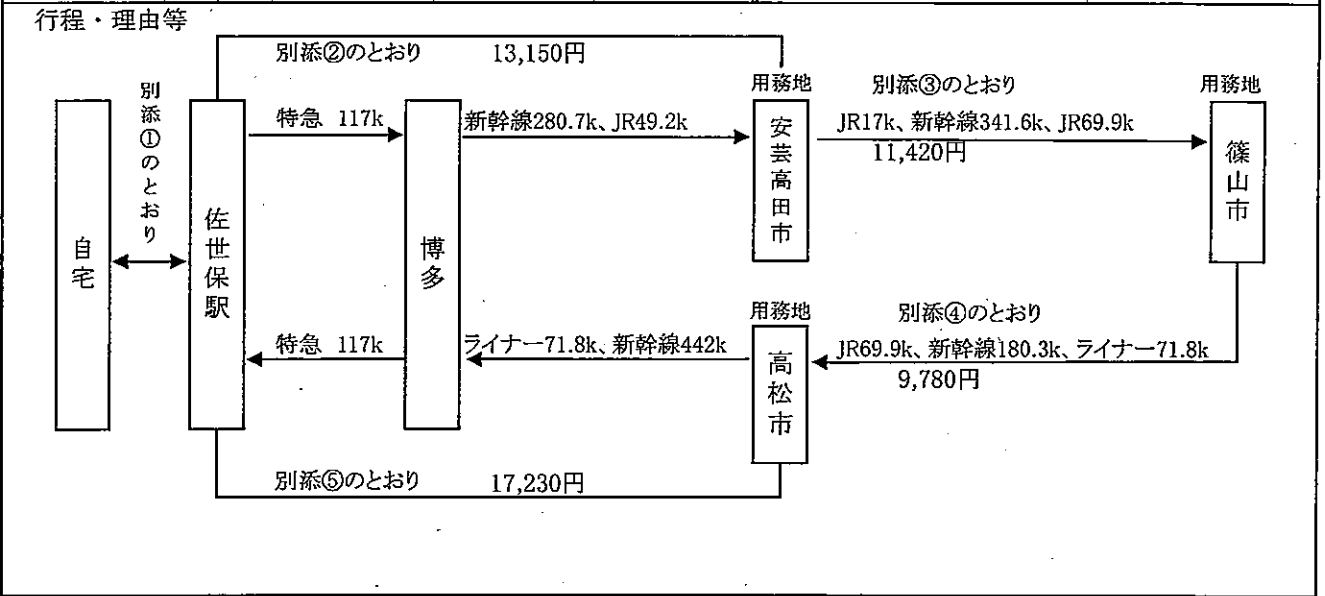 行程・理由等
別添②のとおり 13,150円
別添①のとおり
自宅
佐世保駅
特急 117k
博多
新幹線280.7k、JR49.2k
用務地
安芸高田市
別添③のとおり
JR17k、新幹線341.6k、JR69.9k
11,420円
用務地
篠山市
別添④のとおり
JR69.9k、新幹線180.3k、ライナー71.8k
9,780円
用務地
高松市
ライナー71.8k、新幹線442k
特急 117k
別添⑤のとおり 17,230円